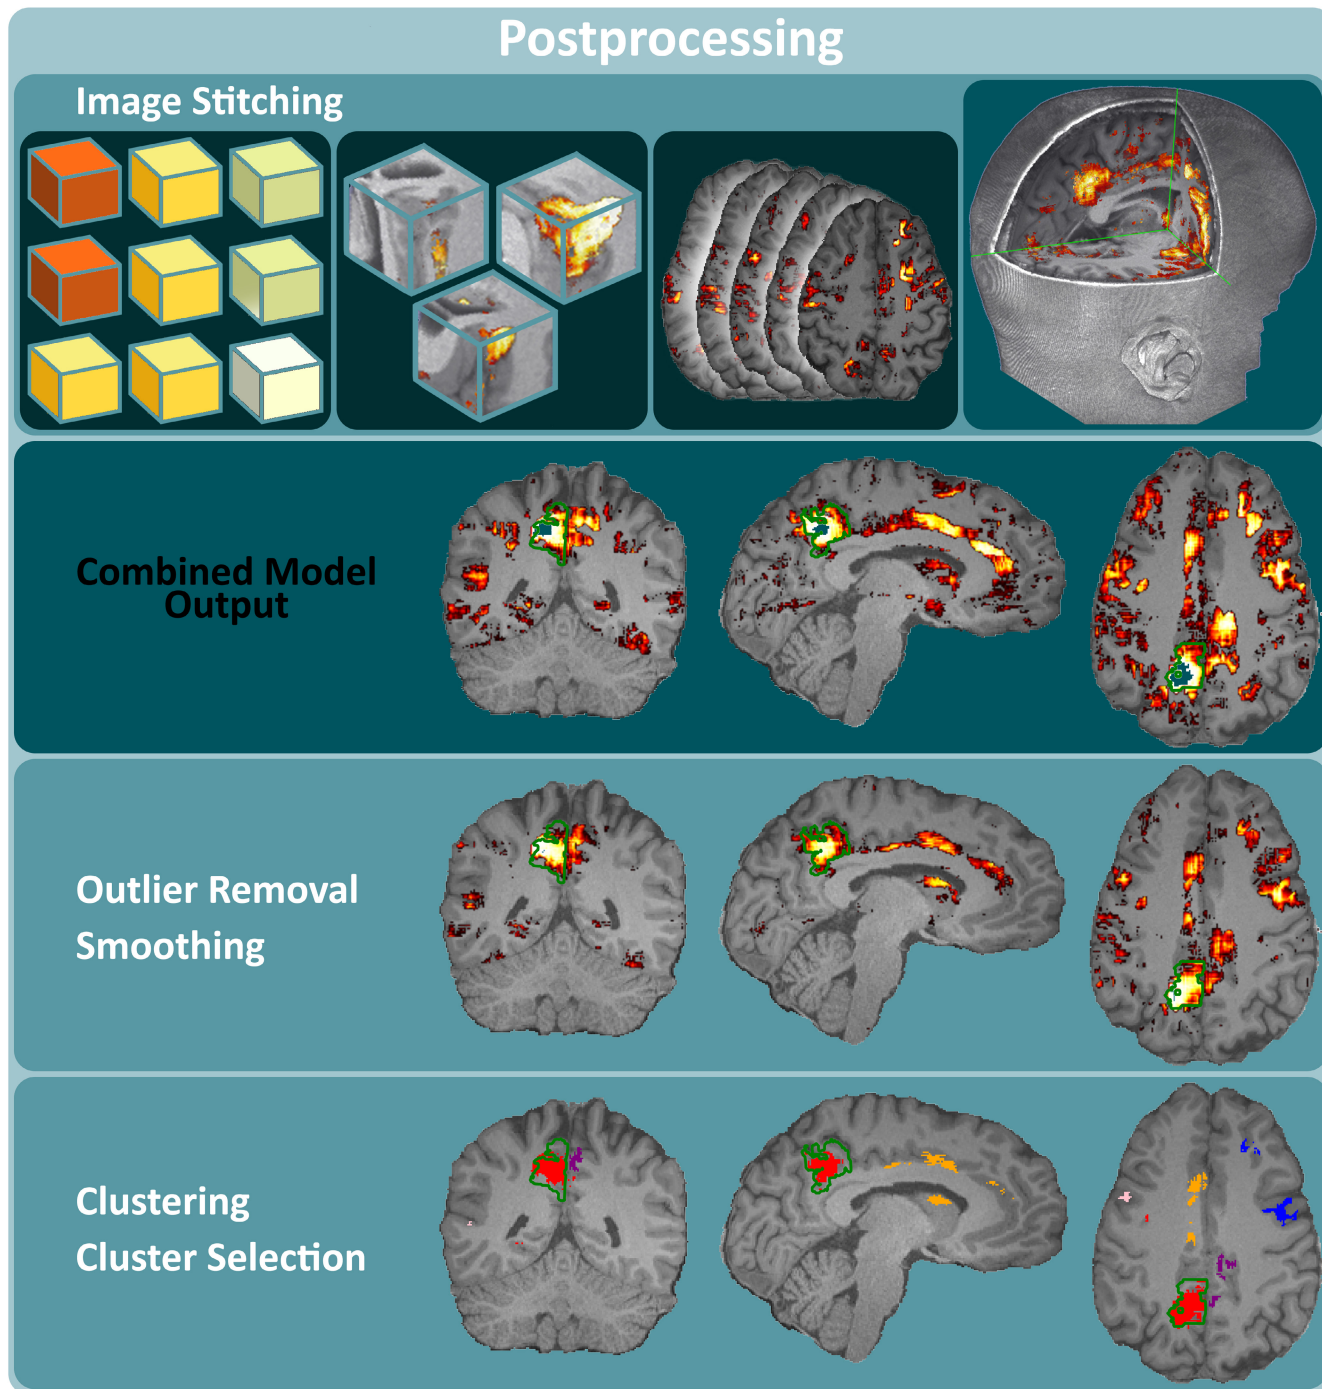 Postprocessing
Image Stitching
Combined Model
Output
Outlier Removal
Smoothing
Clustering
Cluster Selection